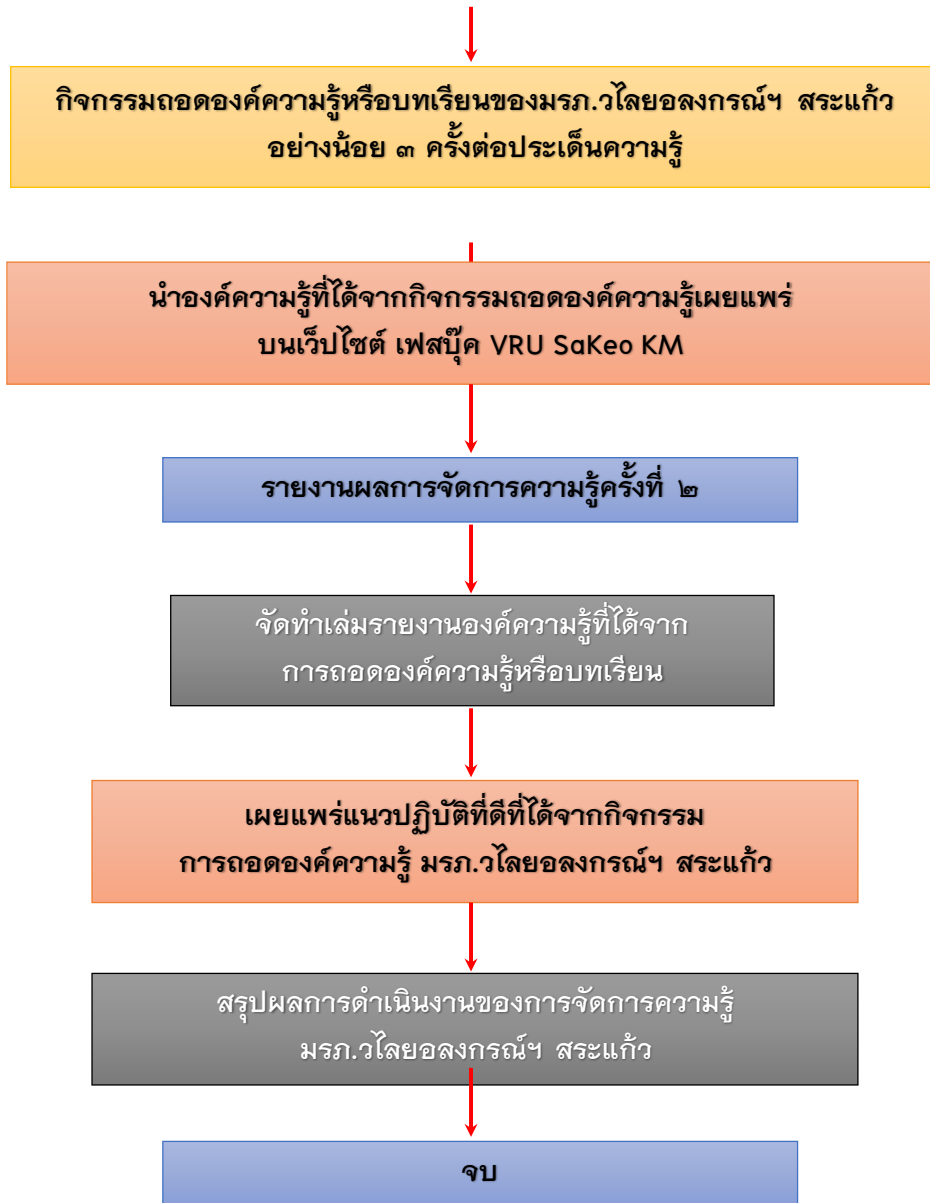 กิจกรรมถอดองค์ความรู้หรือบทเรียนของมรภ.วไลยอลงกรณ์ฯ สระแก้ว
อย่างน้อย ๓ ครั้งต่อประเด็นความรู้
นำองค์ความรู้ที่ได้จากกิจกรรมถอดองค์ความรู้เผยแพร่
บนเว็ปไซต์ เฟสบุ๊ค VRU SaKeo KM
รายงานผลการจัดการความรู้ครั้งที่ ๒
จัดทำเล่มรายงานองค์ความรู้ที่ได้จาก
การถอดองค์ความรู้หรือบทเรียน
เผยแพร่แนวปฏิบัติที่ดีที่ได้จากกิจกรรม
การถอดองค์ความรู้ มรภ.วไลยอลงกรณ์ฯ สระแก้ว
สรุปผลการดำเนินงานของการจัดการความรู้
มรภ.วไลยอลงกรณ์ฯ สระแก้ว
จบ